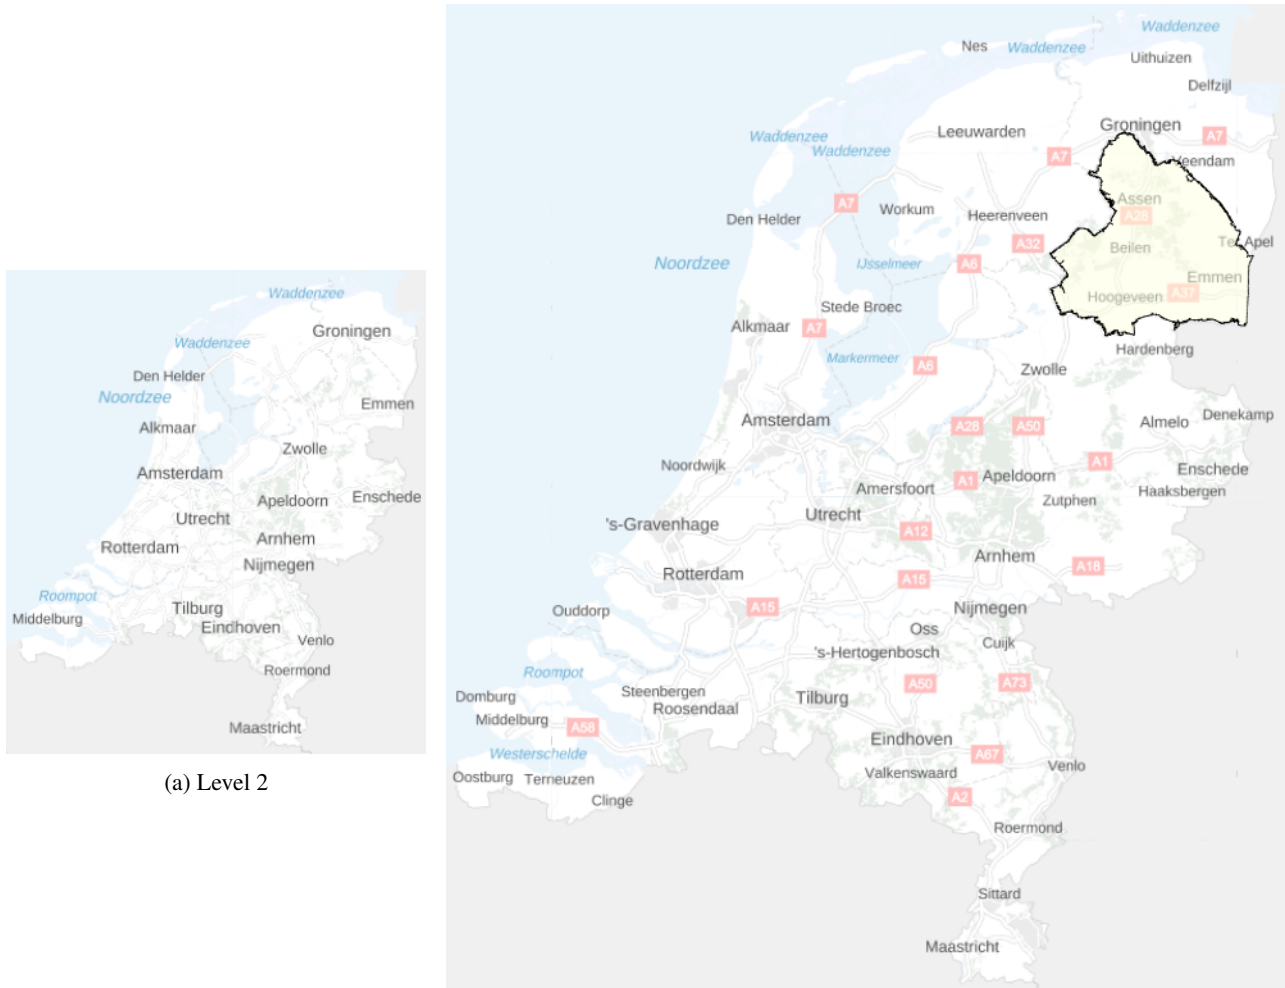 Waddenzee
Groningen
Waddenzee
Den Helder
Noordzee
Emmen
Alkmaar
Zwolle
Amsterdam
Apeldoorn
Enschede
Utrecht
Arnhem
Rotterdam
Nijmegen
Roompot
Tilburg
Middelburg
Eindhoven
Venlo
Roermond
Maastricht
(a) Level 2
Waddenzee
Nes
Waddenzee
Uithuizen
Delfzijl
Groningen
Leeuwarden
Waddenzee
A7
Waddenzee
A7
Veendam
Assen
A7
Workum
Heerenveen
A28
Den Helder
A32
Beilen
Te Apel
Noordzee
IJsselmeer
A6
Emmen
Hoogeveen
A37
Stede Broec
Alkmaar
A7
Markermeer
A6
Hardenberg
Zwolle
Amsterdam
A28
A50
Almelo
Denekamp
Noordwijk
A1
Enschede
Amersfoort
A1
Apeldoorn
Haaksbergen
Zutphen
's-Gravenhage
Utrecht
A12
Arnhem
A18
Rotterdam
A15
A15
Ouddorp
Nijmegen
Oss
Cuijk
's-Hertogenbosch
Roompot
A50
A73
Domburg
Steenbergen
Tilburg
Roosendaal
Middelburg
A58
Eindhoven
Westerschelde
A67
Venlo
Oostburg
Terneuzen
Valkenswaard
Clinge
A2
Roermond
Sittard
Maastricht